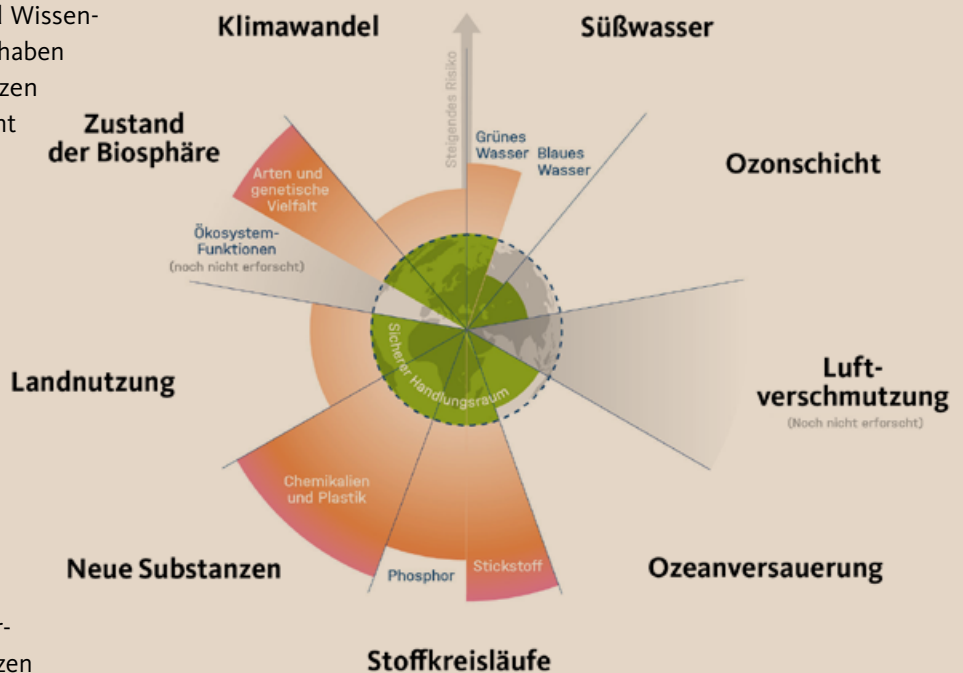 d Wissen-
haben
zen
nt
Klimawandel
Süßwasser
Steigendes Risiko
Grünes
Wasser
Blaues
Wasser
Zustand
der Biosphäre
Ozonschicht
Arten und
genetische
Vielfalt
Ökosystem-
Funktionen
(noch nicht erforscht)
Sicherer Handlungsraum
Landnutzung
Luft-
verschmutzung
(Noch nicht erforscht)
Chemikalien
und Plastik
Neue Substanzen
Phosphor
Stickstoff
Ozeanversauerung
Stoffkreisläufe
r-
zen